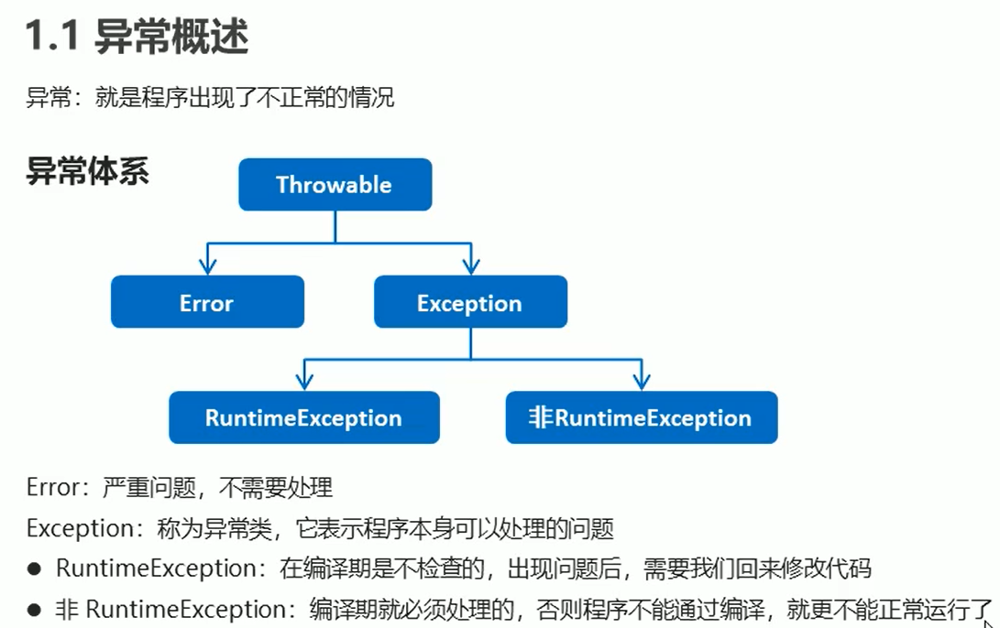 1.1 异常概述
异常：就是程序出现了不正常的情况
异常体系
Throwable
Error
Exception
RuntimeException
非RuntimeException
Error：严重问题，不需要处理
Exception：称为异常类，它表示程序本身可以处理的问题
● RuntimeException：在编译期是不检查的，出现问题后，需要我们回来修改代码
● 非 RuntimeException：编译期就必须处理的，否则程序不能通过编译，就更不能正常运行了